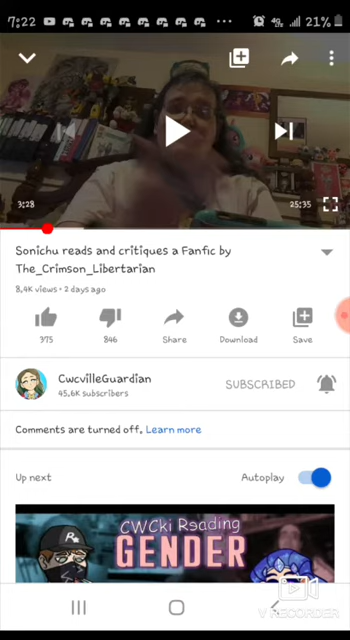 7:22
4G
21%
3:28
25:35
Sonichu reads and critiques a Fanfic by
The_Crimson_Libertarian
8,4K views • 2 days ago
375
846
Share
Download
Save
CwcvilleGuardian
45,6K subscribers
SUBSCRIBED
Comments are turned off. Learn more
Up next
Autoplay
CWCki Reading
GENDER
R
V RECORDER